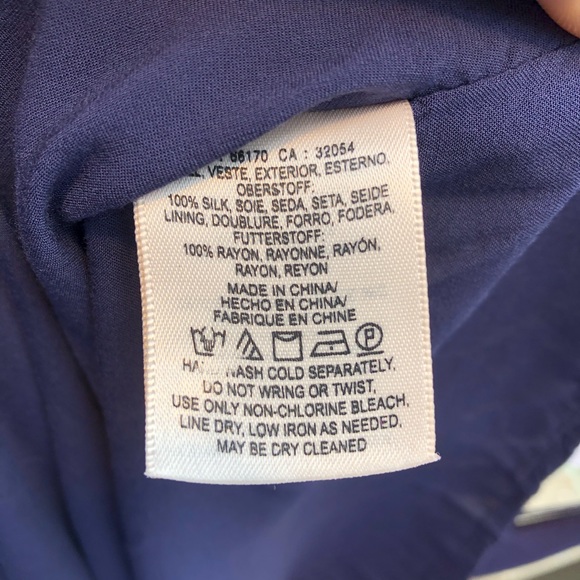 66170 CA : 32054
VESTE, EXTERIOR, ESTERNO,
OBERSTOFF:
100% SILK, SOIE, SEDA, SETA, SEIDE
LINING, DOUBLURE, FORRO, FODERA,
FUTTERSTOFF:
100% RAYON, RAYONNE, RAYÓN,
RAYON, REYON
MADE IN CHINA/
HECHO EN CHINA/
FABRIQUE EN CHINE
P
HAND WASH COLD SEPARATELY.
DO NOT WRING OR TWIST,
USE ONLY NON-CHLORINE BLEACH.
LINE DRY, LOW IRON AS NEEDED.
MAY BE DRY CLEANED